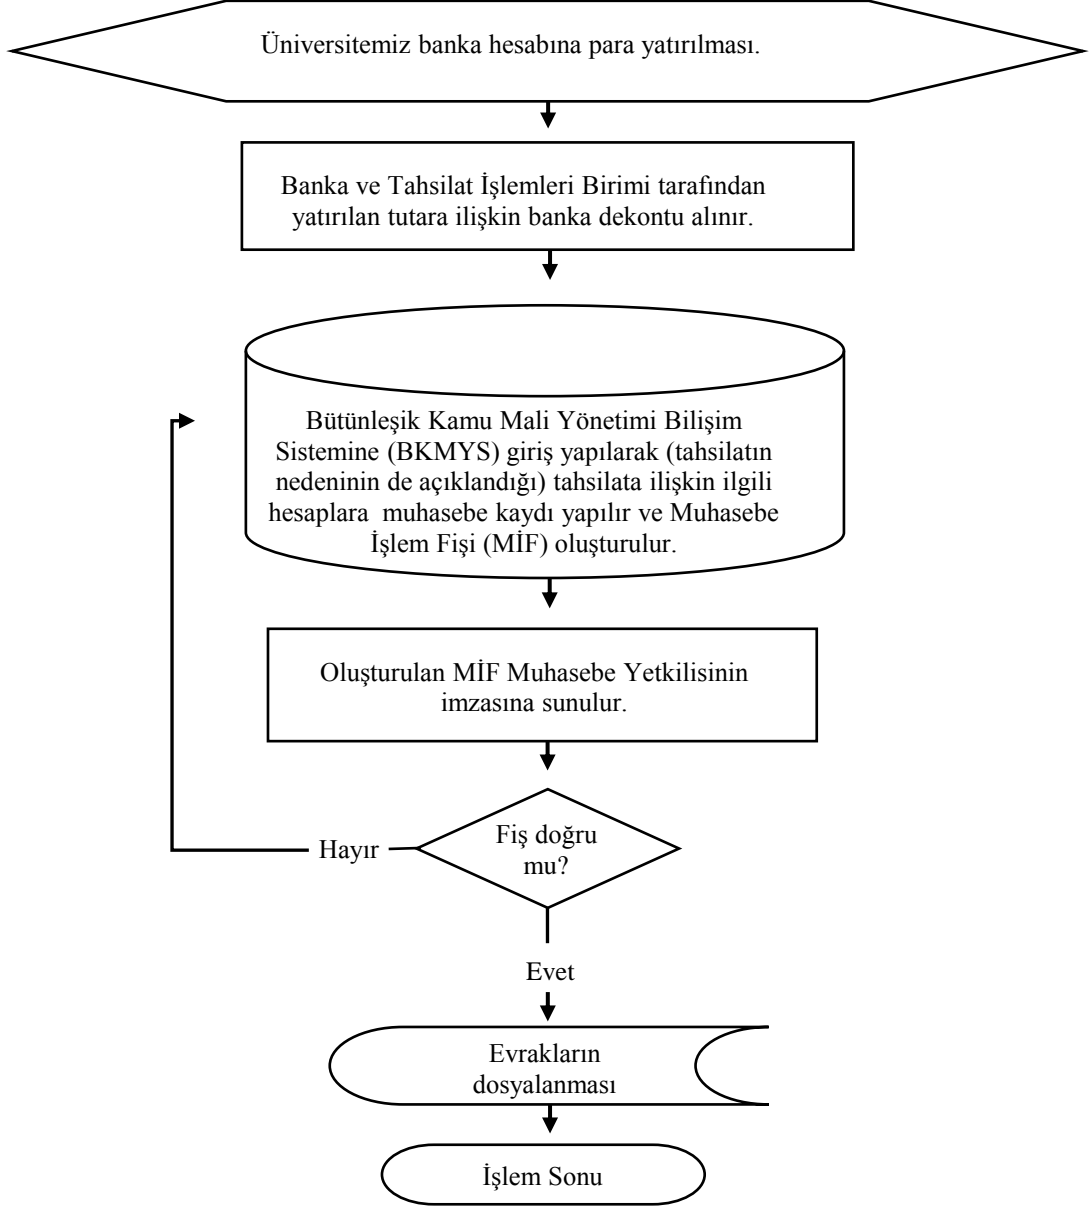 Üniversitemiz banka hesabına para yatırılması.
Banka ve Tahsilat İşlemleri Birimi tarafından
yatırılan tutara ilişkin banka dekontu alınır.
Bütünleşik Kamu Mali Yönetimi Bilişim
Sistemine (BKMYS) giriş yapılarak (tahsilatın
nedeninin de açıklandığı) tahsilata ilişkin ilgili
hesaplara muhasebe kaydı yapılır ve Muhasebe
İşlem Fişi (MİF) oluşturulur.
Oluşturulan MİF Muhasebe Yetkilisinin
imzasına sunulur.
Fiş doğru
mu?
Hayır
Evet
Evrakların
dosyalanması
İşlem Sonu